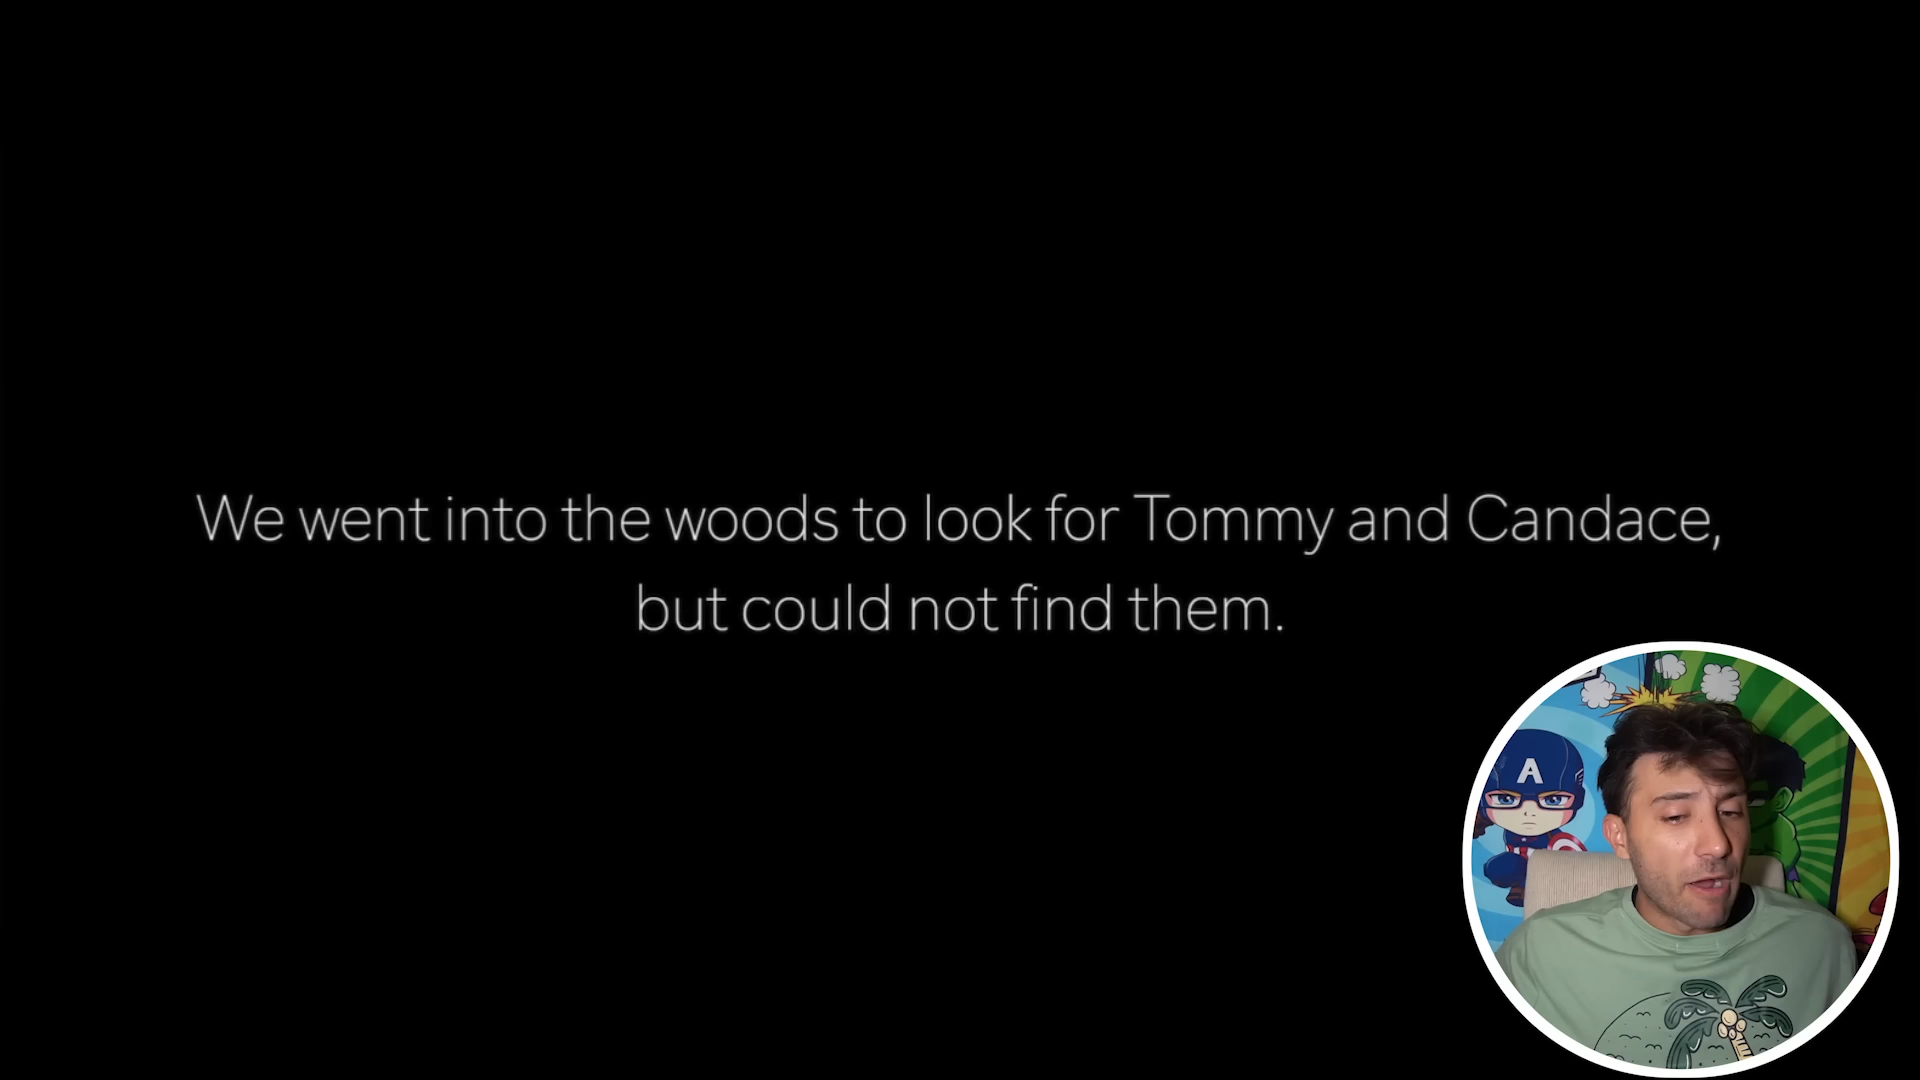 We went into the woods to look for Tommy and Candace,
but could not find them.
A